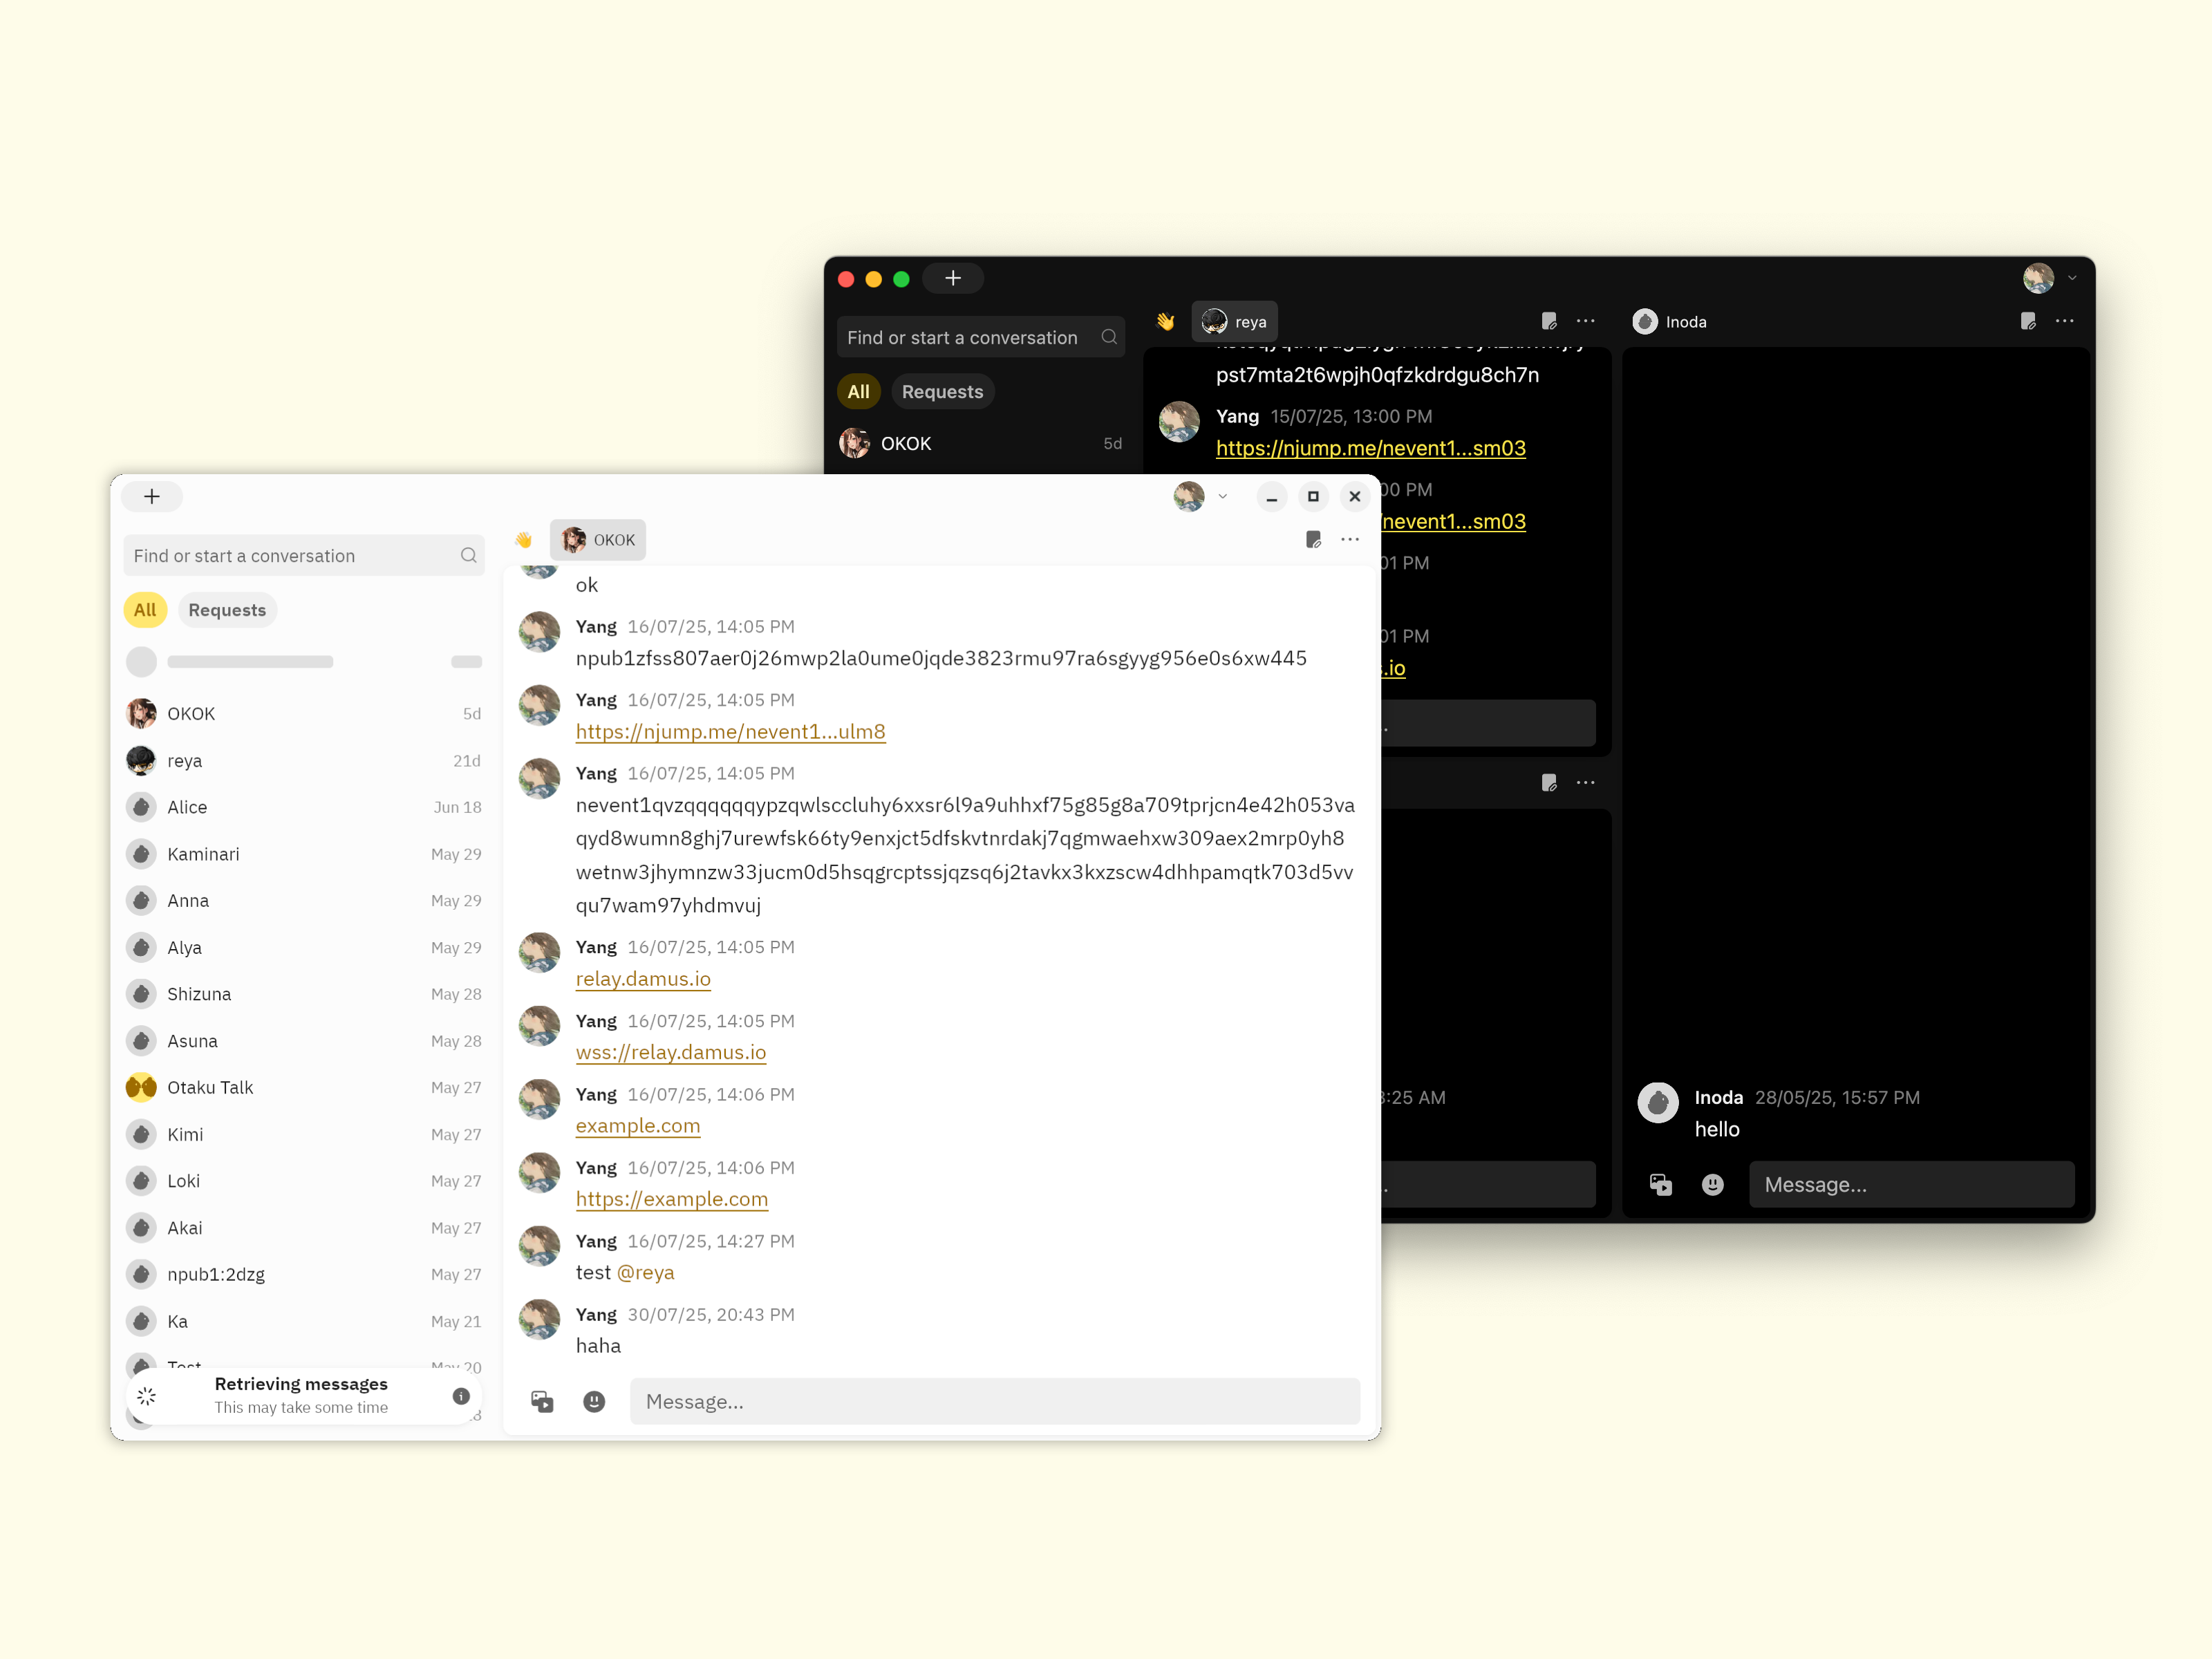 Find or start a conversation
reya
Inoda
pst7mta2t6wpjh0qfzkdrdgu8ch7n
All
Requests
Yang 15/07/25, 13:00 PM
https://njump.me/nevent1...sm03
OKOK
5d
00 PM
/nevent1...sm03
01 PM
01 PM
s.io
:25 AM
Inoda 28/05/25, 15:57 PM
hello
Message...
OKOK
Find or start a conversation
All
Requests
OKOK 5d
reya 21d
Alice Jun 18
Kaminari May 29
Anna May 29
Alya May 29
Shizuna May 28
Asuna May 28
Otaku Talk May 27
Kimi May 27
Loki May 27
Akai May 27
npub1:2dzg May 27
Ka May 21
Test May 20
Retrieving messages
This may take some time
ok
Yang 16/07/25, 14:05 PM
npub1zfss807aer0j26mwp2la0ume0jqde3823rmu97ra6sgyyg956e0s6xw445
Yang 16/07/25, 14:05 PM
https://njump.me/nevent1...ulm8
Yang 16/07/25, 14:05 PM
nevent1qvzqqqqqqypzqwlsccluhy6xxsr6l9a9uhhxf75g85g8a709tprjcn4e42h053va
qyd8wumn8ghj7urewfsk66ty9enxjct5dfskvtnrdakj7qgmwaehxw309aex2mrp0yh8
wetnw3jhymnzw33jucm0d5hsqgrcptssjqzsq6j2tavkx3kxzscw4dhhpamqtk703d5vv
qu7wam97yhdmvuj
Yang 16/07/25, 14:05 PM
relay.damus.io
Yang 16/07/25, 14:05 PM
wss://relay.damus.io
Yang 16/07/25, 14:06 PM
example.com
Yang 16/07/25, 14:06 PM
https://example.com
Yang 16/07/25, 14:27 PM
test @reya
Yang 30/07/25, 20:43 PM
haha
Message...